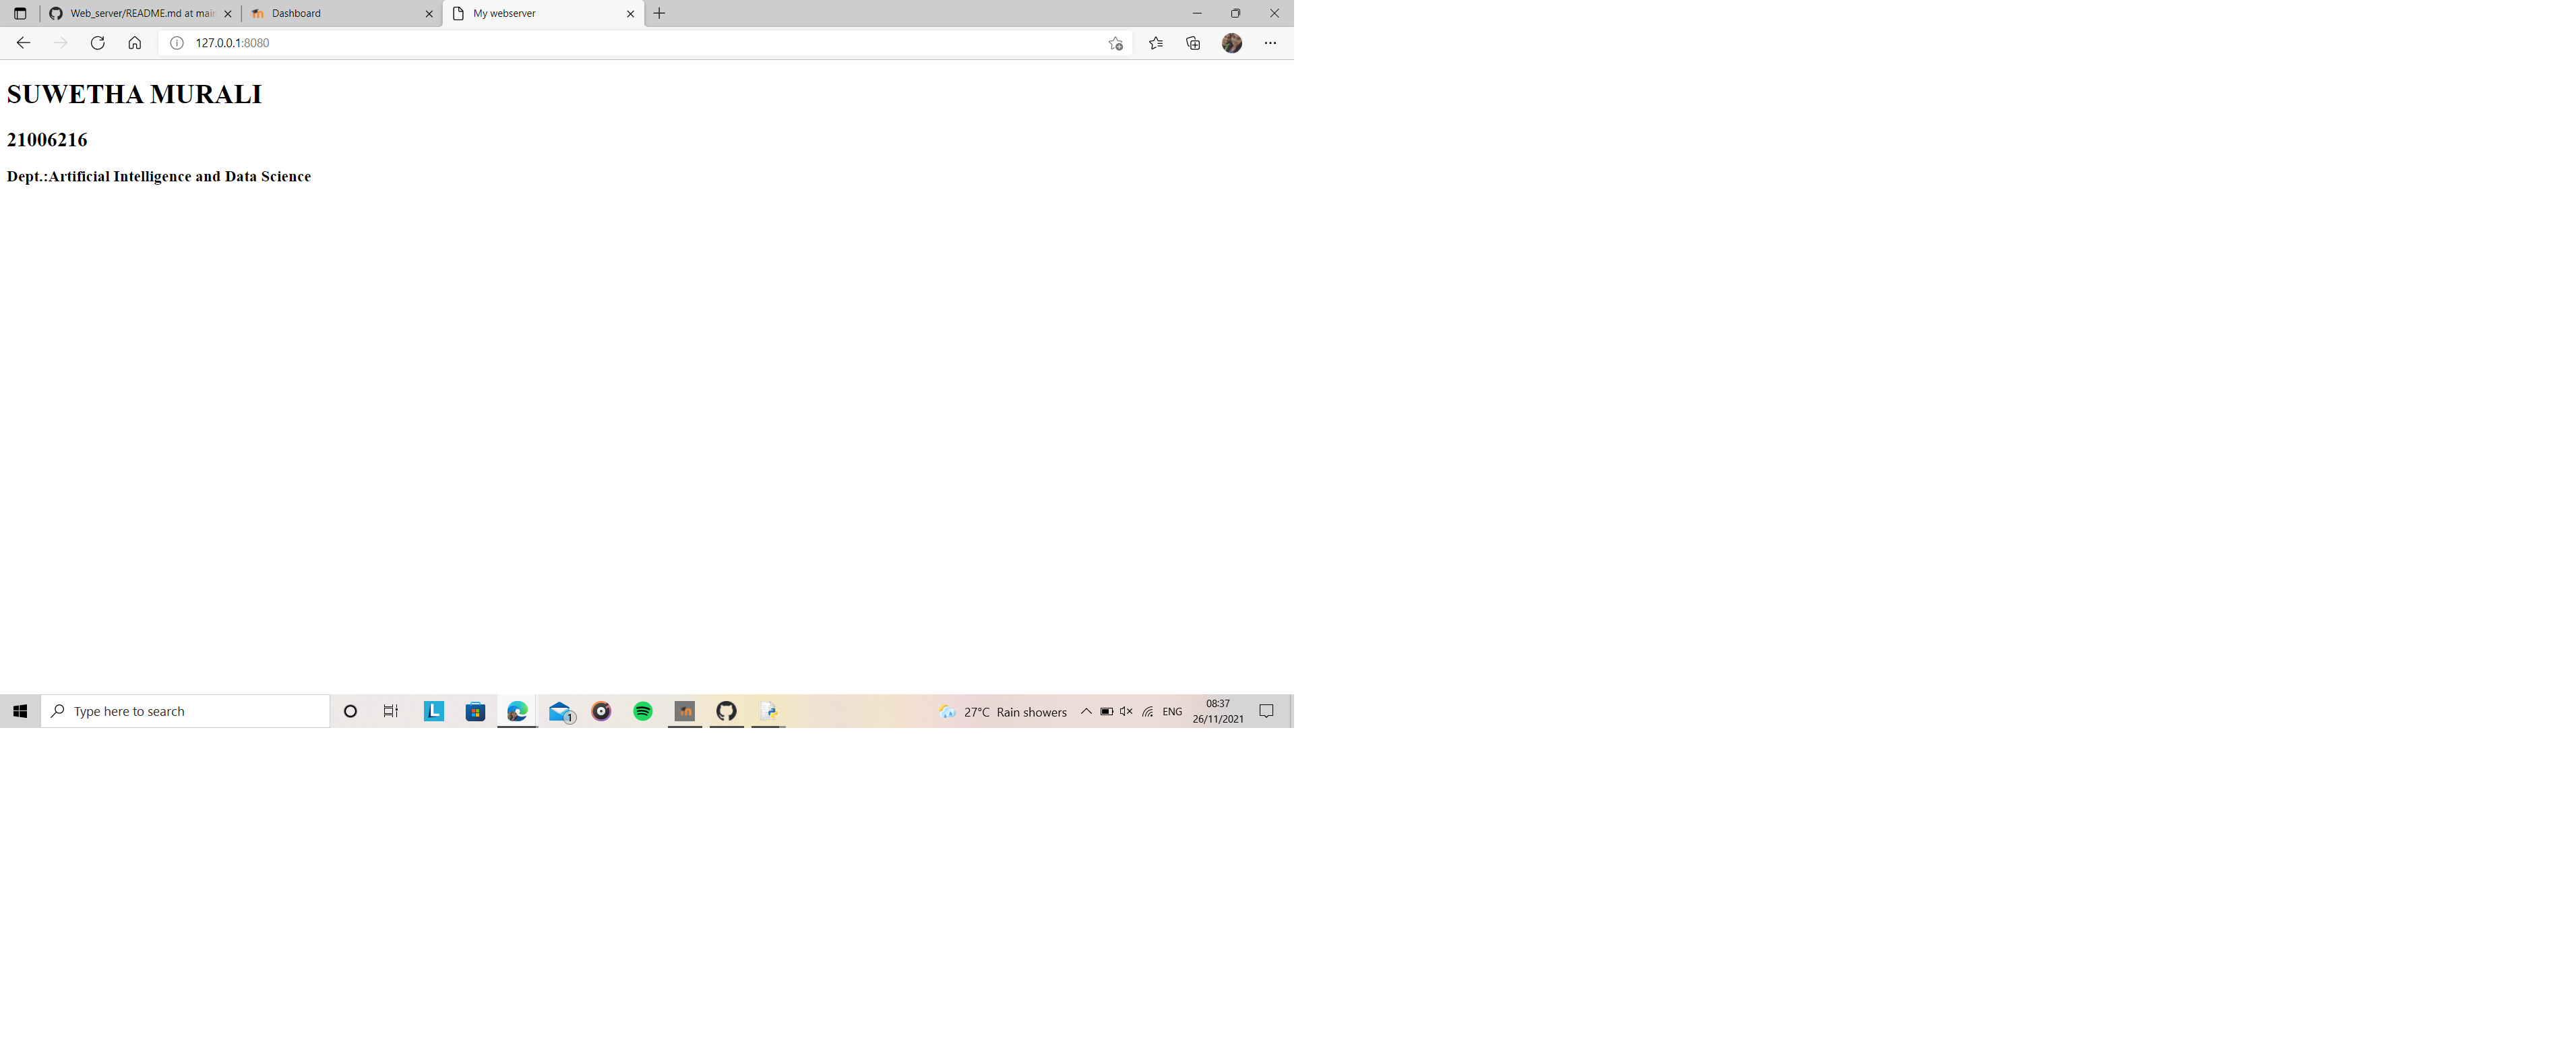 Web_server/README.md at mai
Dashboard
My webserver
127.0.0.1:8080
SUWETHA MURALI
21006216
Dept.:Artificial Intelligence and Data Science
Type here to search
L
1
27°C Rain showers
ENG
08:37
26/11/2021